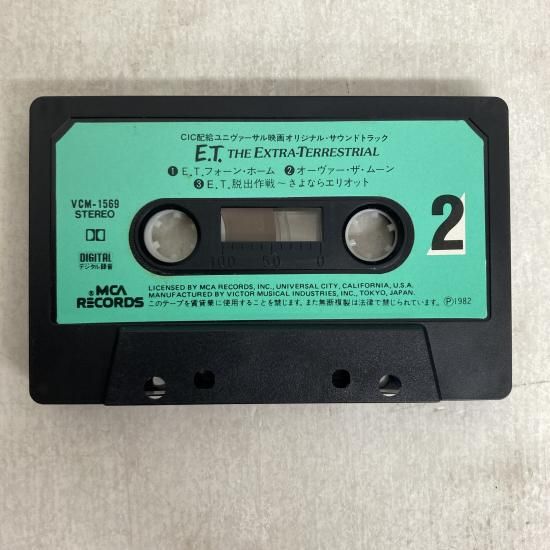 CIC配給ユニヴァーサル映画オリジナル・サウンドトラック
E.T. THE EXTRA-TERRESTRIAL
❶E.T.フォーン・ホーム ❷オーヴァー・ザ・ムーン
❸E.T.脱出作戦〜さよならエリオット
VCM-1569
STEREO
DIGITAL
デジタル録音
2
100 50 0
MCA RECORDS
LICENSED BY MCA RECORDS, INC., UNIVERSAL CITY, CALIFORNIA, U.S.A.
MANUFACTURED BY VICTOR MUSICAL INDUSTRIES, INC., TOKYO, JAPAN.
このテープを賃貸業に使用することを禁じます。また無断複製は法律で禁じられています。 Ⓟ1982